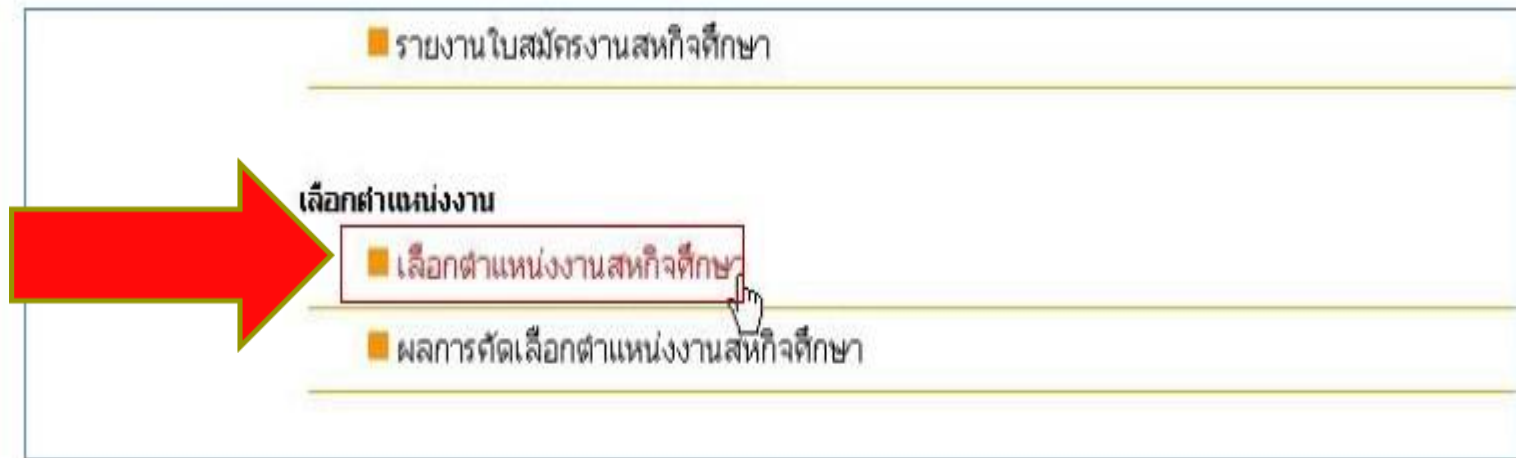 รายงานใบสมัครงานสหกิจศึกษา
เลือกตำแหน่งงาน
เลือกตำแหน่งงานสหกิจศึกษา
ผลการคัดเลือกตำแหน่งงานสหกิจศึกษา